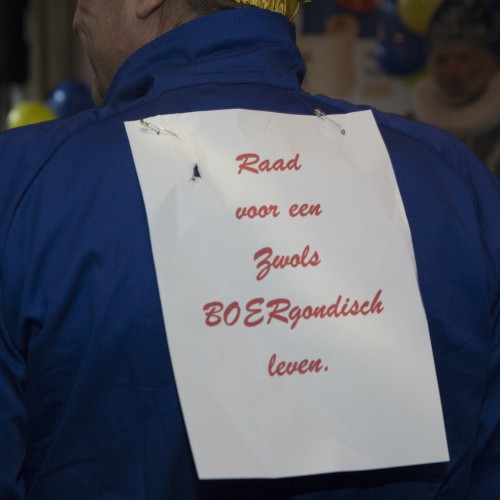 Raad
voor een
Zwols
BOERgondisch
leven.